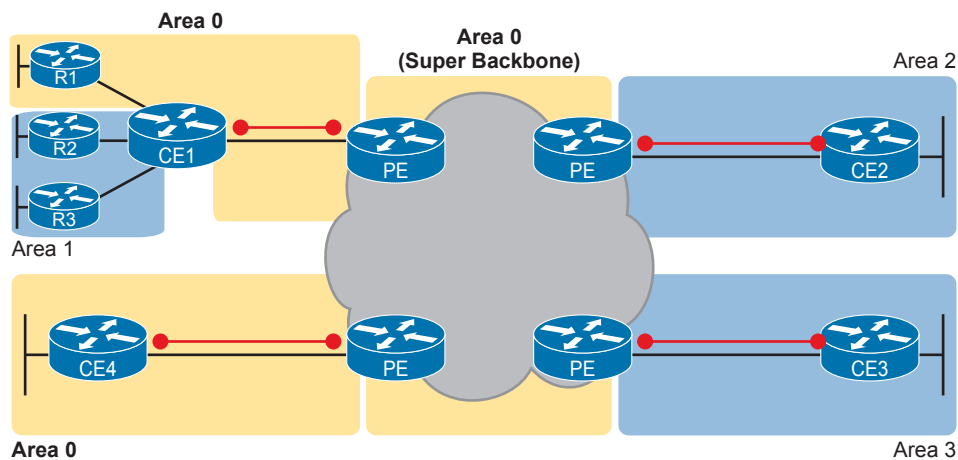 Area 0
Area 0
(Super Backbone)
Area 2
R1
R2
CE1
PE
PE
CE2
R3
Area 1
CE4
PE
PE
CE3
Area 0
Area 3